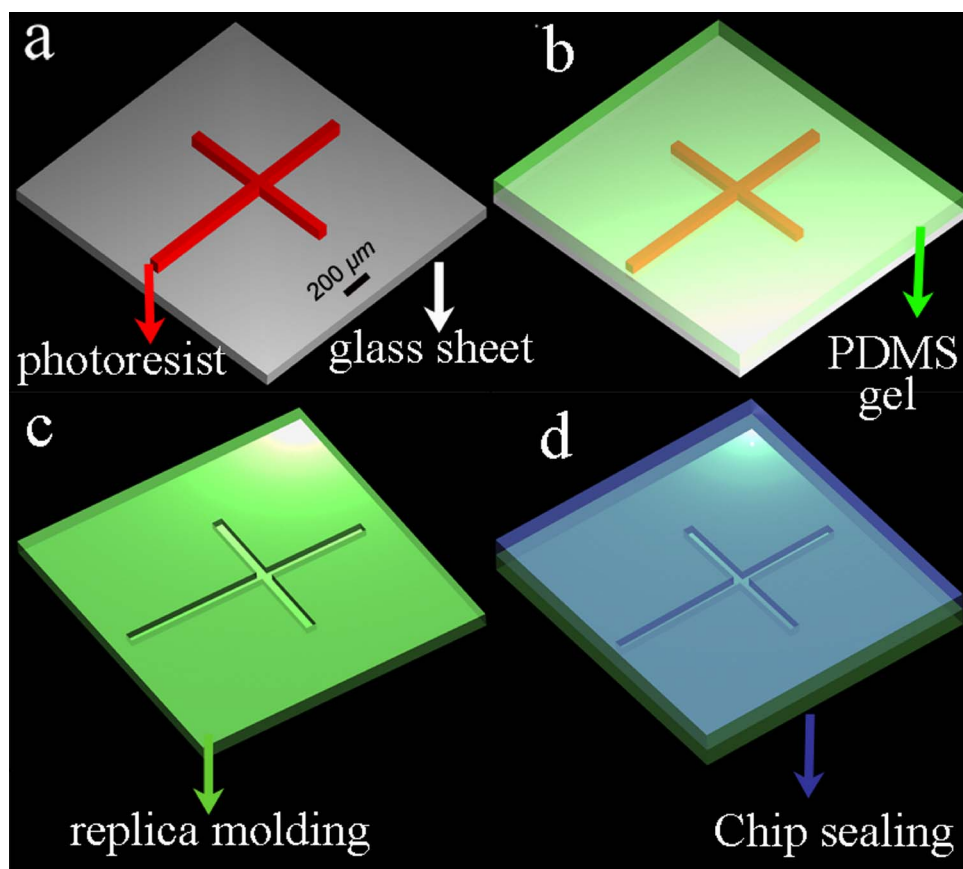 a
b
200 μm
photoresist
glass sheet
PDMS
gel
c
d
replica molding
Chip sealing